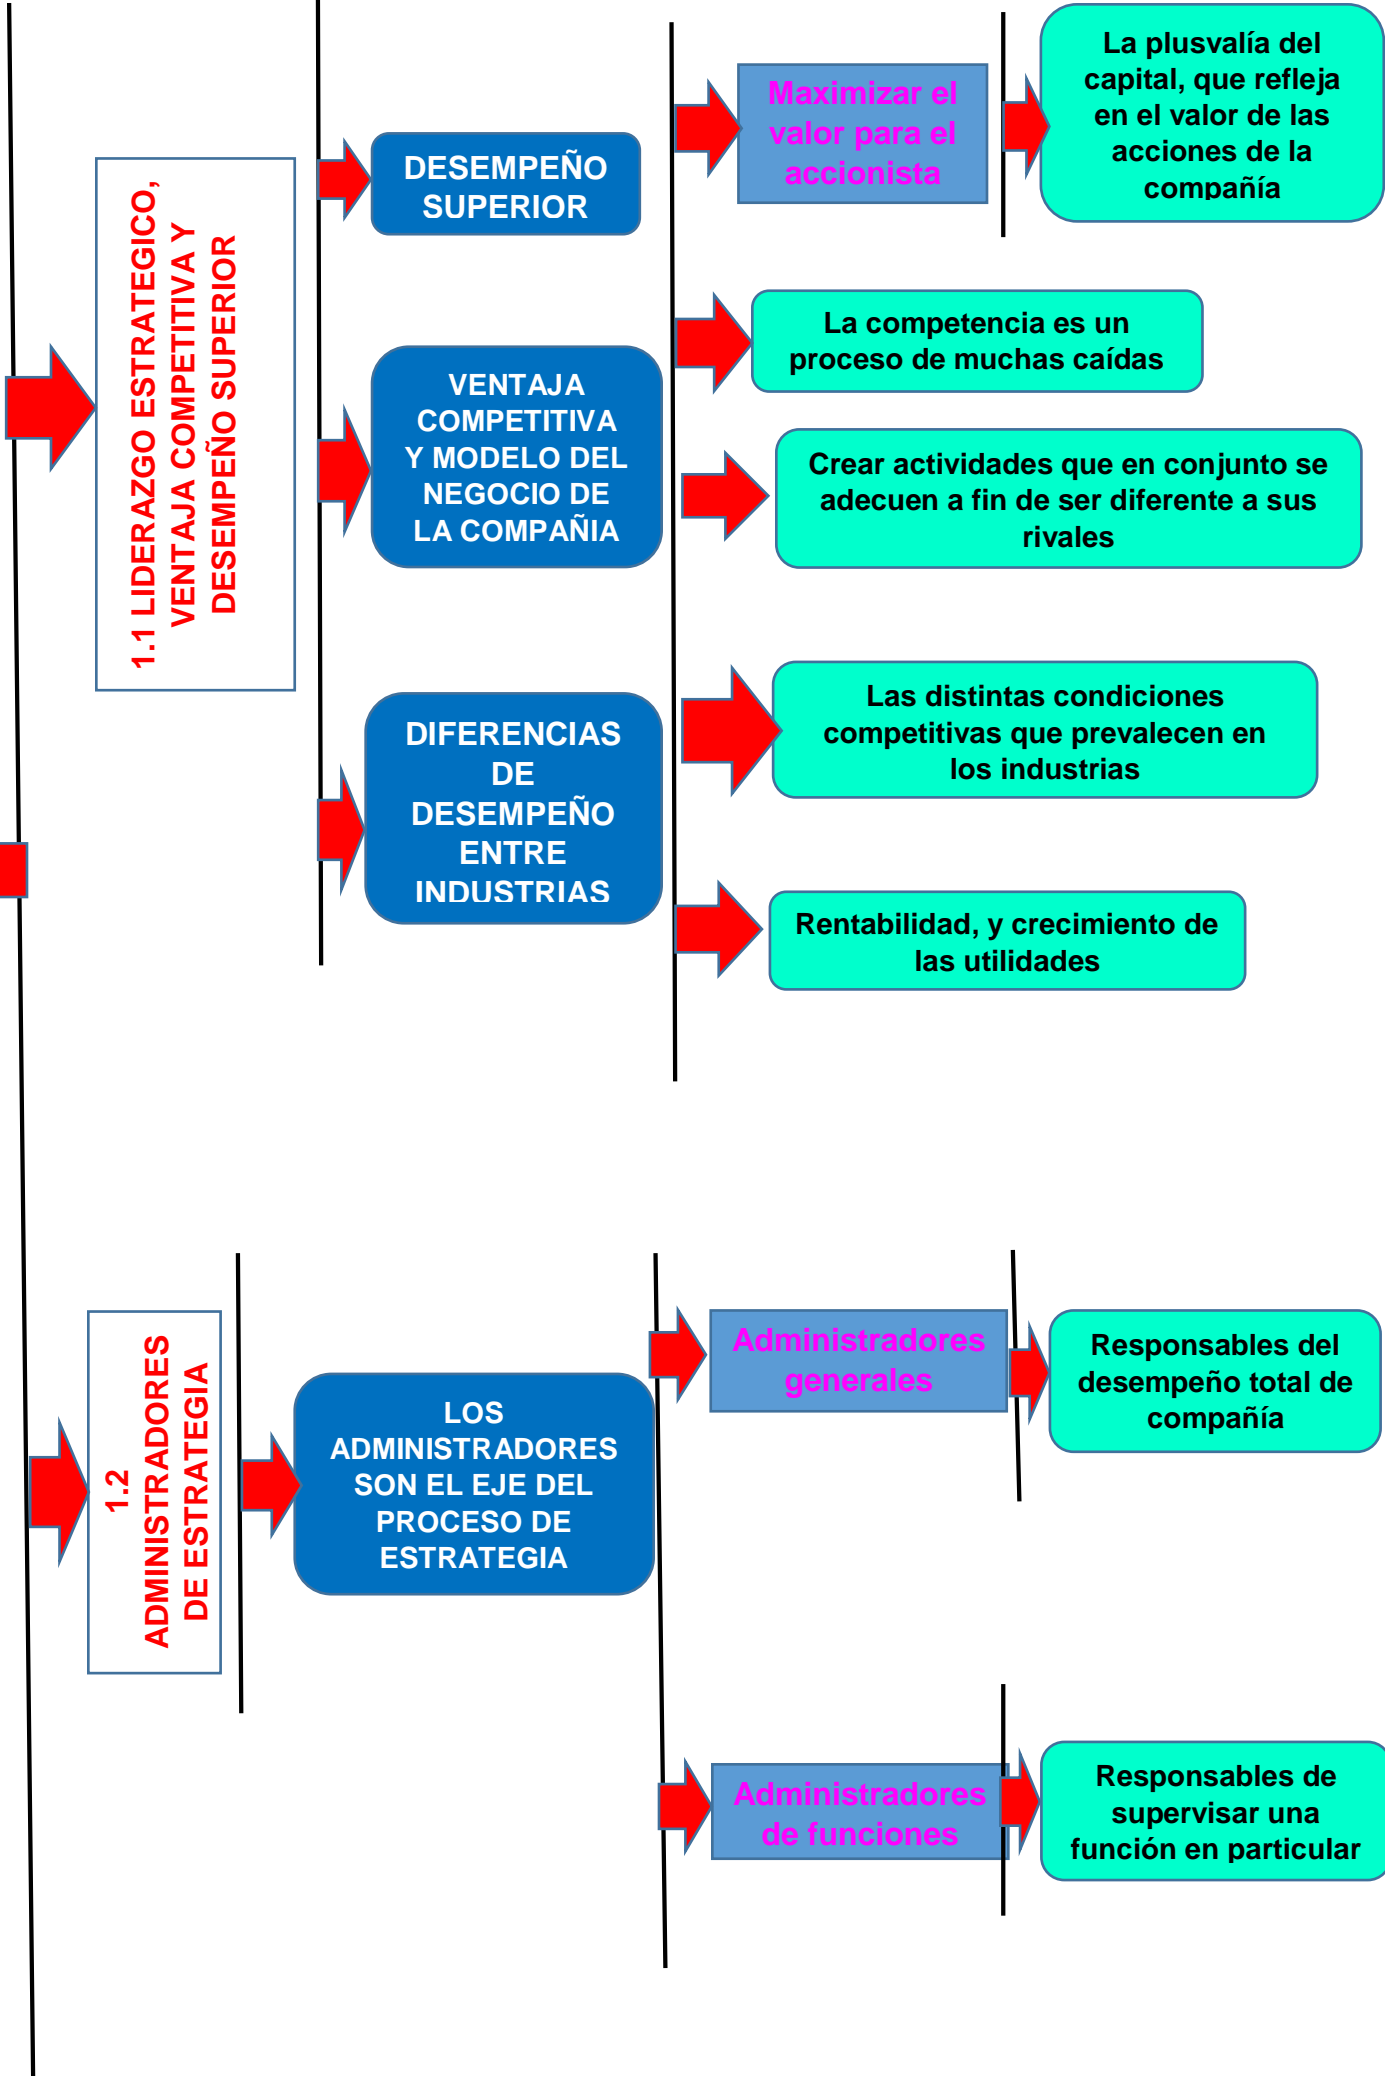 1.1 LIDERAZGO ESTRATEGICO,
VENTAJA COMPETITIVA Y
DESEMPEÑO SUPERIOR
DESEMPEÑO
SUPERIOR
Maximizar el
valor para el
accionista
La plusvalía del
capital, que refleja
en el valor de las
acciones de la
compañía
VENTAJA
COMPETITIVA
Y MODELO DEL
NEGOCIO DE
LA COMPAÑIA
La competencia es un
proceso de muchas caídas
Crear actividades que en conjunto se
adecuen a fin de ser diferente a sus
rivales
DIFERENCIAS
DE
DESEMPEÑO
ENTRE
INDUSTRIAS
Las distintas condiciones
competitivas que prevalecen en
los industrias
Rentabilidad, y crecimiento de
las utilidades
1.2
ADMINISTRADORES
DE ESTRATEGIA
LOS
ADMINISTRADORES
SON EL EJE DEL
PROCESO DE
ESTRATEGIA
Administradores
generales
Responsables del
desempeño total de
compañía
Administradores
de funciones
Responsables de
supervisar una
función en particular